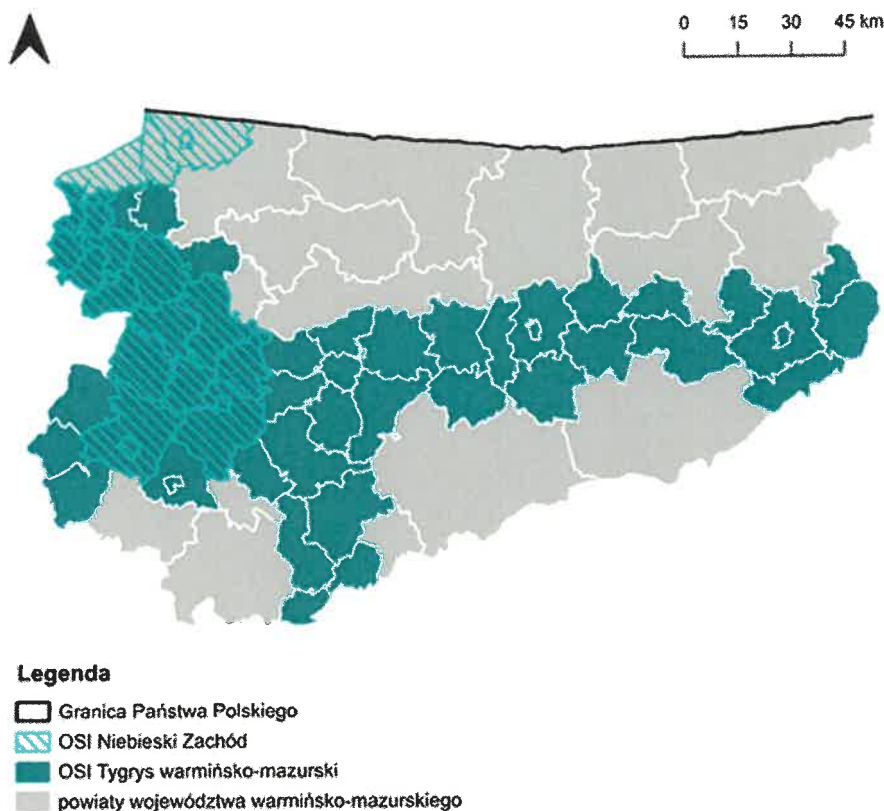 0 15 30 45 km
Legenda
Granica Państwa Polskiego
OSI Niebieski Zachód
OSI Tygrys warmińsko-mazurski
powiaty województwa warmińsko-mazurskiego